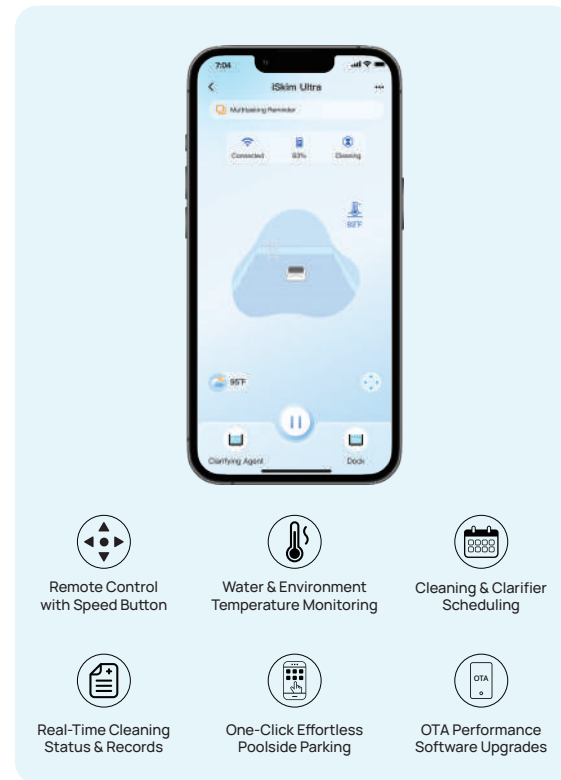 7:04
iSkim Ultra
Multitasking Reminder
Connected
83%
Cleaning
92°F
95°F
Clarifying Agent
Dock
Remote Control
with Speed Button
Water & Environment
Temperature Monitoring
Cleaning & Clarifier
Scheduling
Real-Time Cleaning
Status & Records
One-Click Effortless
Poolside Parking
OTA
OTA Performance
Software Upgrades